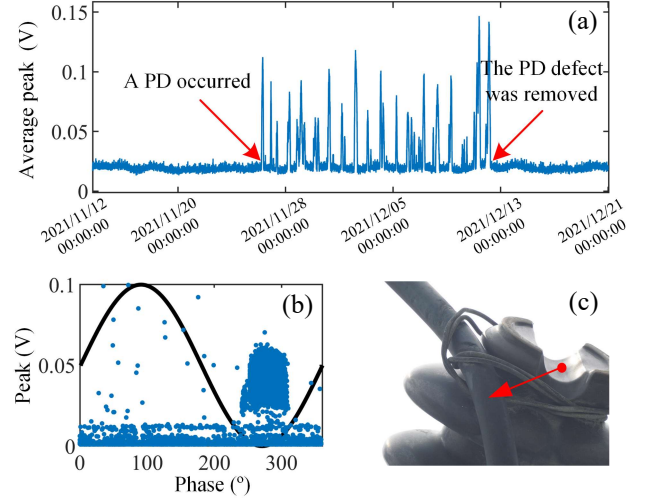 (a)
0.15
0.1
0.05
0
Average peak (V)
A PD occurred
The PD defect
was removed
2021/11/12
00:00:00
2021/11/20
00:00:00
2021/11/28
00:00:00
2021/12/05
00:00:00
2021/12/13
00:00:00
2021/12/21
00:00:00
(b)
0.1
0.05
0
Peak (V)
0
100
200
300
Phase (º)
(c)